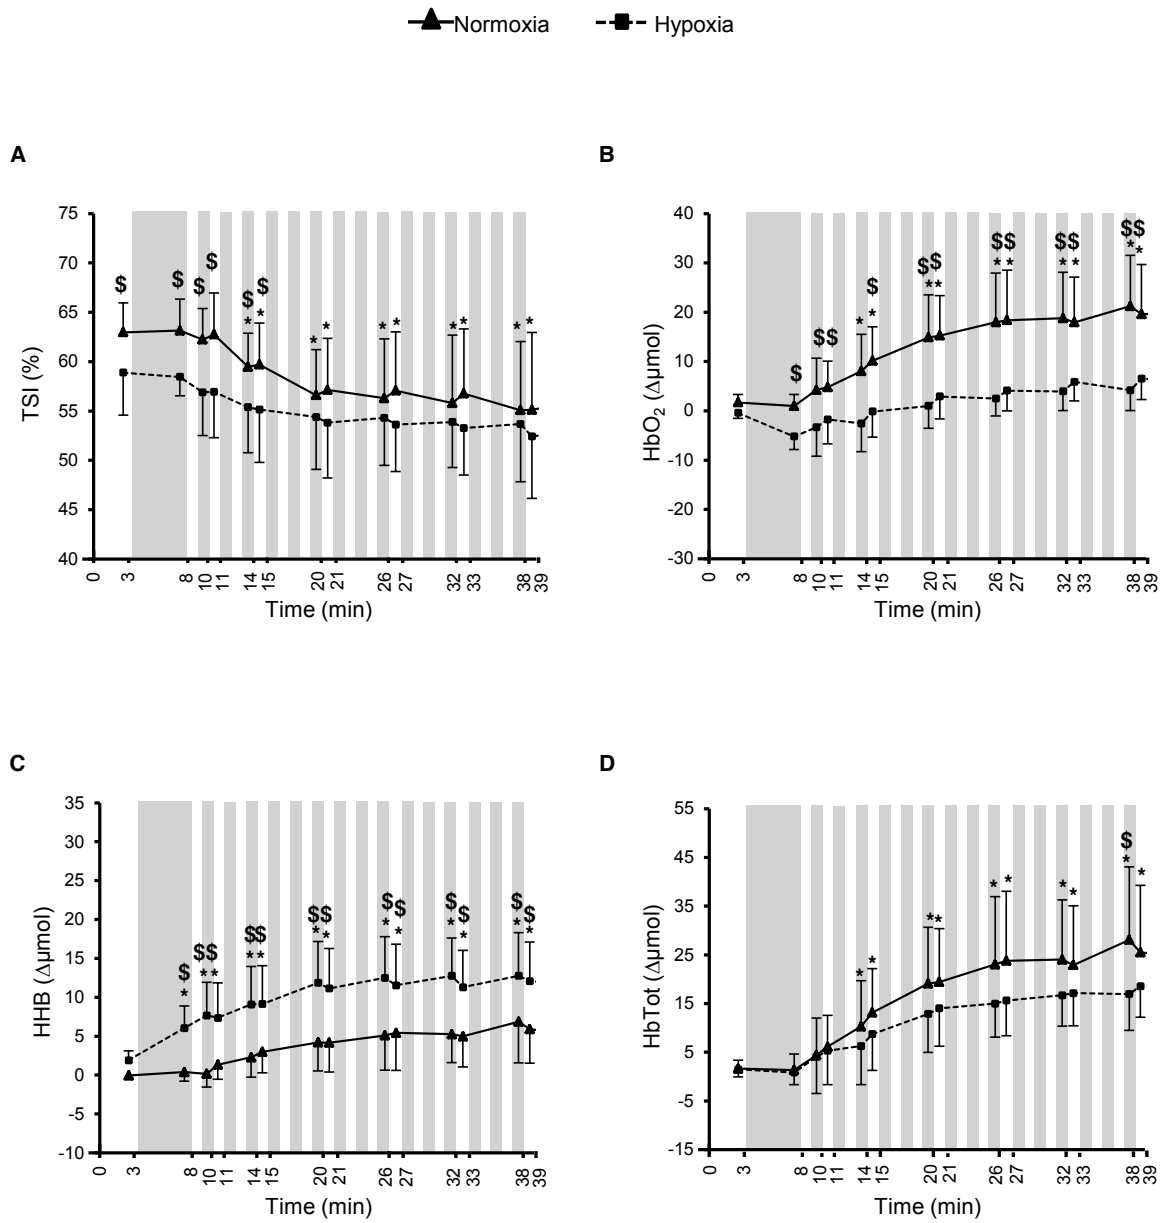 Normoxia Hypoxia
A
75
70
65
60
55
50
45
40
TSI (%)
$ $ $ $ $ $
* * * * * * * * * *
0 3 8 10 11 14 15 20 21 26 27 32 33 38 39
Time (min)
B
40
30
20
10
0
-10
-20
-30
HbO2 (Δµmol)
$ $$ $ $$ $$ $$ $$
* * ** * * * * * *
0 3 8 10 11 14 15 20 21 26 27 32 33 38 39
Time (min)
C
35
30
25
20
15
10
5
0
-5
-10
HHB (Δµmol)
$ $$ $$ $$ $$ $$ $$
* ** ** ** ** ** **
0 3 8 10 11 14 15 20 21 26 27 32 33 38 39
Time (min)
D
55
45
35
25
15
5
-5
-15
HbTot (Δµmol)
$
* * ** * * * * * *
0 3 8 10 11 14 15 20 21 26 27 32 33 38 39
Time (min)